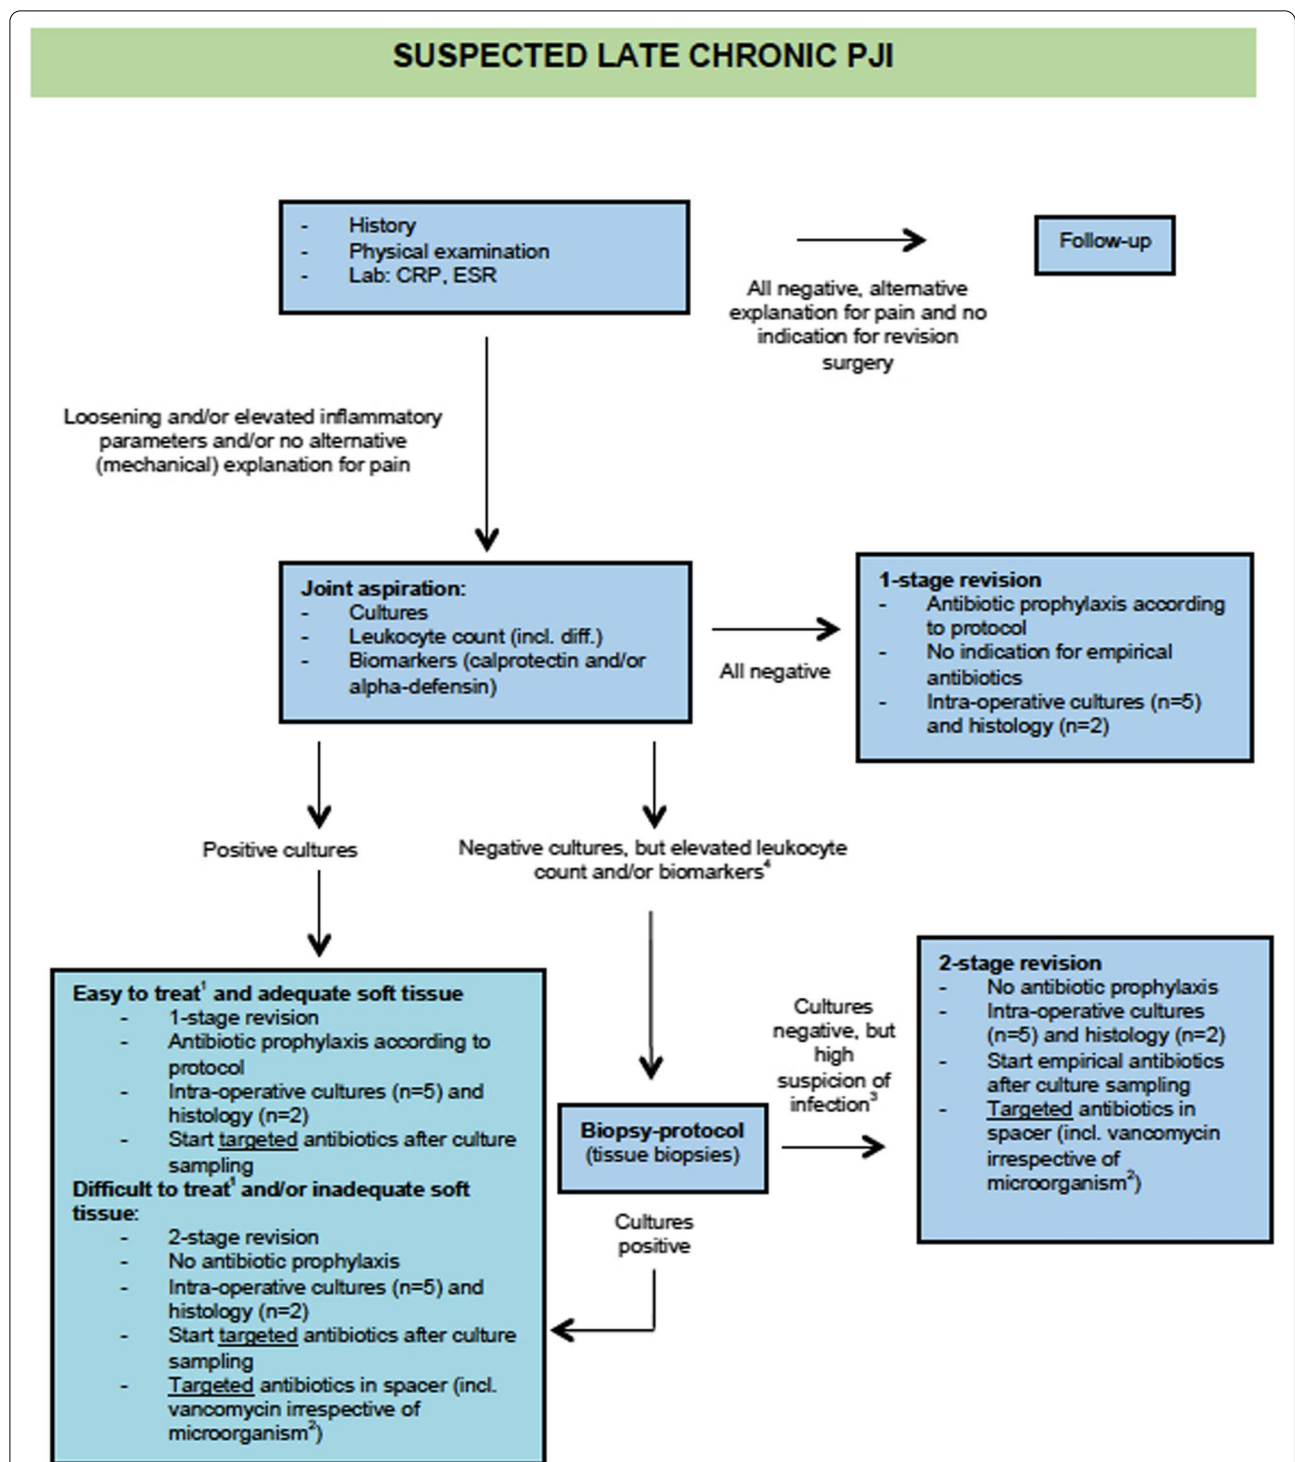 SUSPECTED LATE CHRONIC PJI
- History
- Physical examination
- Lab: CRP, ESR
Follow-up
All negative, alternative
explanation for pain and no
indication for revision
surgery
Loosening and/or elevated inflammatory
parameters and/or no alternative
(mechanical) explanation for pain
Joint aspiration:
- Cultures
- Leukocyte count (incl. diff.)
- Biomarkers (calprotectin and/or
alpha-defensin)
All negative
1-stage revision
- Antibiotic prophylaxis according
to protocol
- No indication for empirical
antibiotics
- Intra-operative cultures (n=5)
and histology (n=2)
Positive cultures
Negative cultures, but elevated leukocyte
count and/or biomarkers⁴
Easy to treat¹ and adequate soft tissue
- 1-stage revision
- Antibiotic prophylaxis according to
protocol
- Intra-operative cultures (n=5) and
histology (n=2)
- Start targeted antibiotics after culture
sampling
Difficult to treat¹ and/or inadequate soft
tissue:
- 2-stage revision
- No antibiotic prophylaxis
- Intra-operative cultures (n=5) and
histology (n=2)
- Start targeted antibiotics after culture
sampling
- Targeted antibiotics in spacer (incl.
vancomycin irrespective of
microorganism²)
Biopsy-protocol
(tissue biopsies)
Cultures
negative, but
high
suspicion of
infection³
Cultures
positive
2-stage revision
- No antibiotic prophylaxis
- Intra-operative cultures
(n=5) and histology (n=2)
- Start empirical antibiotics
after culture sampling
- Targeted antibiotics in
spacer (incl. vancomycin
irrespective of
microorganism²)